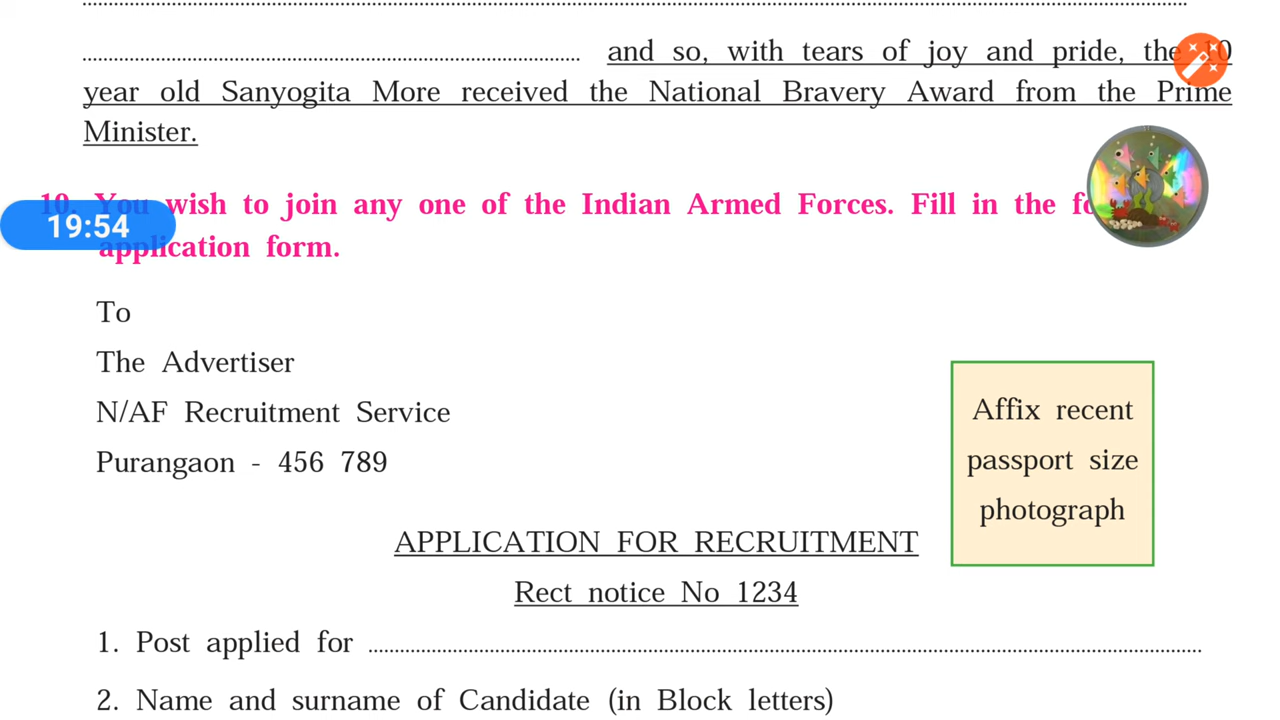 and so, with tears of joy and pride, the 10
year old Sanyogita More received the National Bravery Award from the Prime
Minister.
10. You wish to join any one of the Indian Armed Forces. Fill in the
19:54
application form.
To
The Advertiser
N/AF Recruitment Service
Purangaon - 456 789
Affix recent
passport size
photograph
APPLICATION FOR RECRUITMENT
Rect notice No 1234
1. Post applied for
2. Name and surname of Candidate (in Block letters)